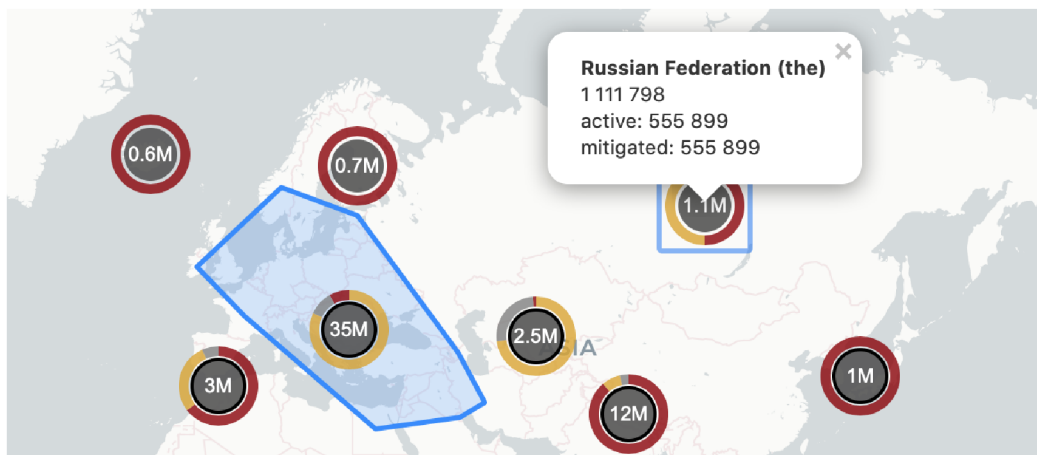 Russian Federation (the)
×
1 111 798
active: 555 899
mitigated: 555 899
0.6M
0.7M
1.1M
35M
2.5M
ASIA
3M
12M
1M